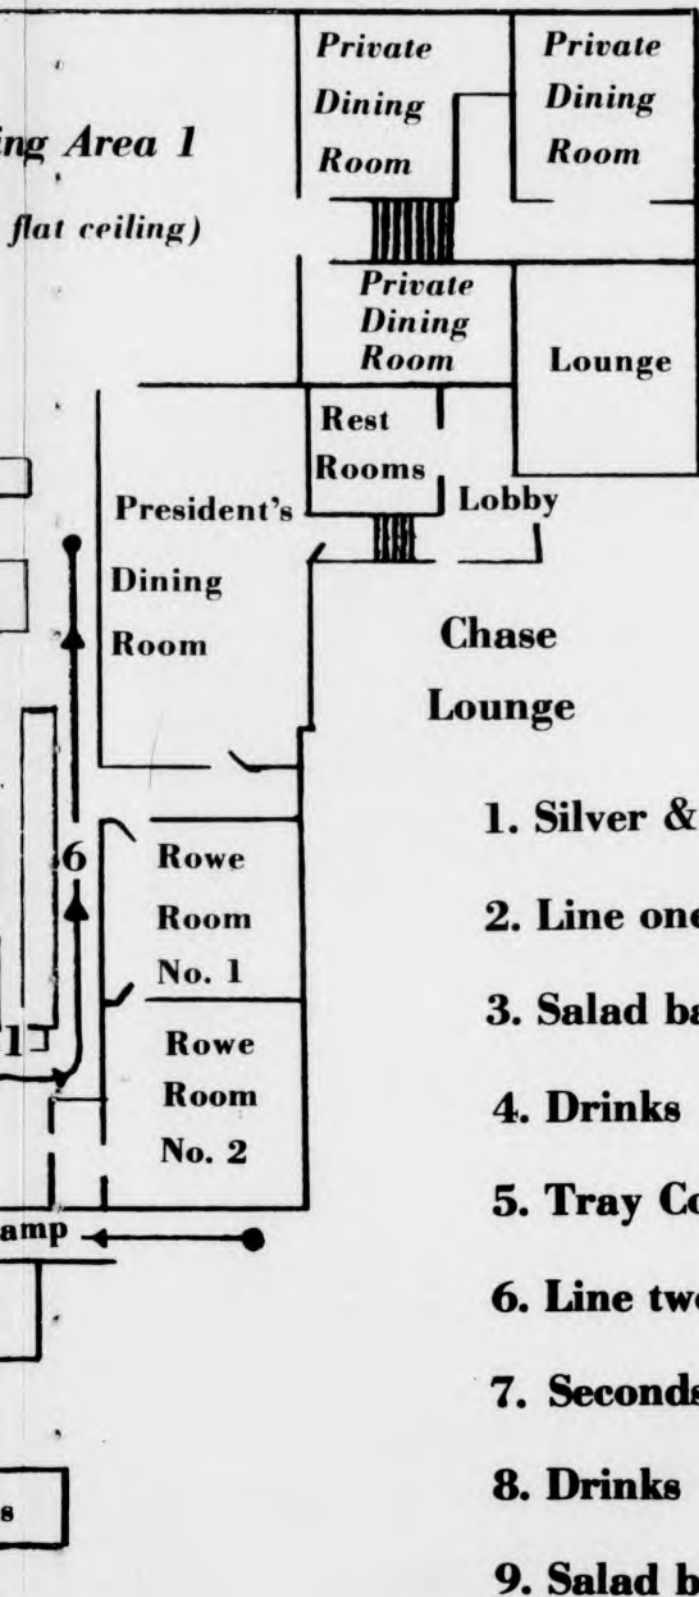 Private
Dining
Room
Private
Dining
Room
ing Area 1
flat ceiling)
Private
Dining
Room
Lounge
Rest
Rooms
Lobby
President's
Dining
Room
Chase
Lounge
6
Rowe
Room
No. 1
1
Rowe
Room
No. 2
amp
s
1. Silver &
2. Line one
3. Salad ba
4. Drinks
5. Tray Co
6. Line two
7. Seconds
8. Drinks
9. Salad b